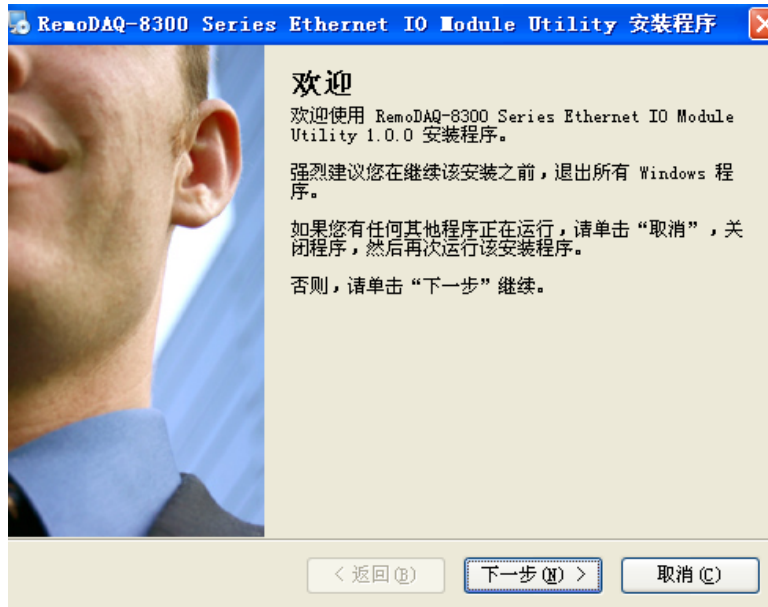 RemoDAQ-8300 Series Ethernet IO Module Utility 安装程序
欢迎
欢迎使用 RemoDAQ-8300 Series Ethernet IO Module
Utility 1.0.0 安装程序。
强烈建议您在继续该安装之前，退出所有 Windows 程
序。
如果您有任何其他程序正在运行，请单击“取消”，关
闭程序，然后再次运行该安装程序。
否则，请单击“下一步”继续。
< 返回(B)
下一步(N) >
取消(C)